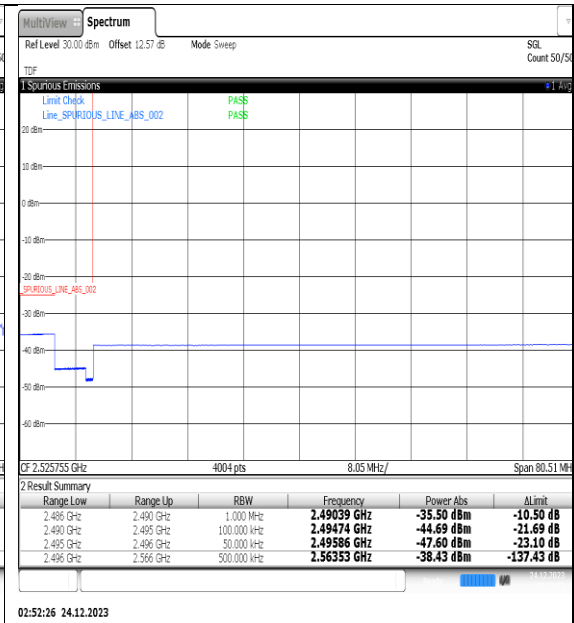 MultiView Spectrum
Ref Level 30.00 dBm Offset 12.57 dB Mode Sweep SGL
Count 50/50
TDF
1 Spurious Emissions 1 Avg
Limit Check PASS
Line_SPURIOUS_LINE_ABS_002 PASS
20 dBm
10 dBm
0 dBm
-10 dBm
-20 dBm
_SPURIOUS_LINE_ABS_002
-30 dBm
-40 dBm
-50 dBm
-60 dBm
CF 2.525755 GHz 4004 pts 8.05 MHz/ Span 80.51 MH
2 Result Summary
Range Low Range Up RBW Frequency Power Abs ΔLimit
2.486 GHz 2.490 GHz 1.000 MHz 2.49039 GHz -35.50 dBm -10.50 dB
2.490 GHz 2.495 GHz 100.000 kHz 2.49474 GHz -44.69 dBm -21.69 dB
2.495 GHz 2.496 GHz 50.000 kHz 2.49586 GHz -47.60 dBm -23.10 dB
2.496 GHz 2.566 GHz 500.000 kHz 2.56353 GHz -38.43 dBm -137.43 dB
24.12.2023
02:52:26 24.12.2023